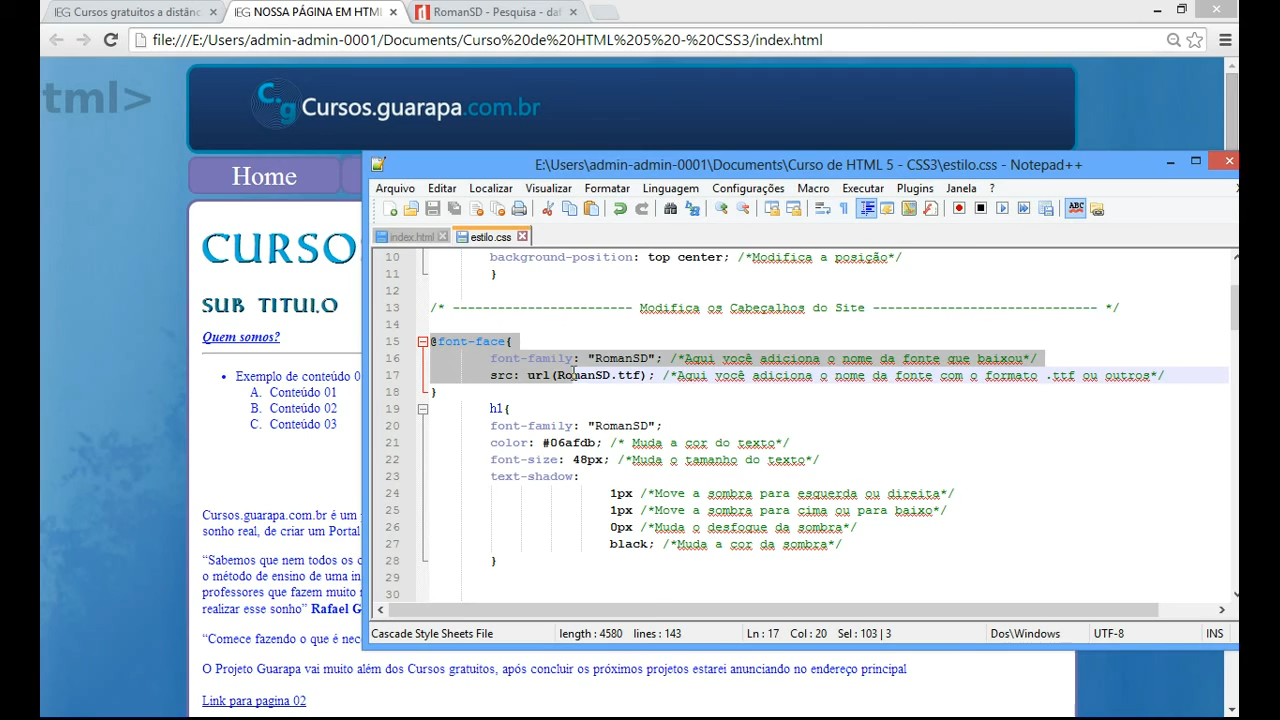 IEG Cursos gratuitos a distânc
IEG NOSSA PÁGINA EM HTML
RomanSD - Pesquisa - daf
file:///E:/Users/admin-admin-0001/Documents/Curso%20de%20HTML%205%20-%20CSS3/index.html
tml>
C.g Cursos.guarapa.com.br
Home
CURSO
SUB TITULO
Quem somos?
• Exemplo de conteúdo 0
A. Conteúdo 01
B. Conteúdo 02
C. Conteúdo 03
Cursos.guarapa.com.br é um
sonho real, de criar um Portal
“Sabemos que nem todos os c
o método de ensino de uma in
professores que fazem muito
realizar esse sonho” Rafael G
“Comece fazendo o que é nec
O Projeto Guarapa vai muito além dos Cursos gratuitos, após concluir os próximos projetos estarei anunciando no endereço principal
Link para pagina 02
E:\Users\admin-admin-0001\Documents\Curso de HTML 5 - CSS3\estilo.css - Notepad++
Arquivo Editar Localizar Visualizar Formatar Linguagem Configurações Macro Executar Plugins Janela ?
index.html estilo.css
10 background-position: top center; /*Modifica a posição*/
11 }
12
13 /* ------------------------ Modifica os Cabeçalhos do Site ------------------------------ */
14
15 @font-face{
16 font-family: "RomanSD"; /*Aqui você adiciona o nome da fonte que baixou*/
17 src: url(RomanSD.ttf); /*Aqui você adiciona o nome da fonte com o formato .ttf ou outros*/
18 }
19 h1{
20 font-family: "RomanSD";
21 color: #06afdb; /* Muda a cor do texto*/
22 font-size: 48px; /*Muda o tamanho do texto*/
23 text-shadow:
24 1px /*Move a sombra para esquerda ou direita*/
25 1px /*Move a sombra para cima ou para baixo*/
26 0px /*Muda o desfoque da sombra*/
27 black; /*Muda a cor da sombra*/
28 }
29
30
Cascade Style Sheets File length : 4580 lines : 143 Ln : 17 Col : 20 Sel : 103 | 3 Dos\Windows UTF-8 INS